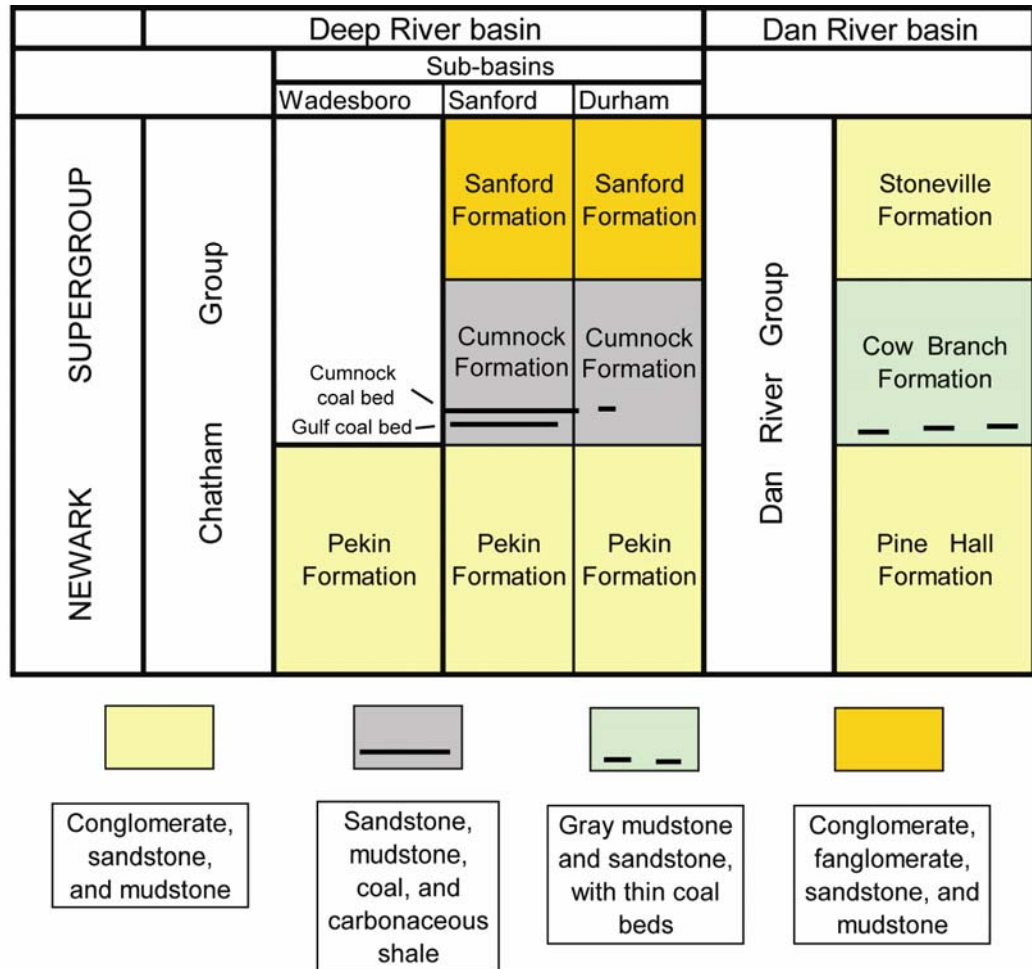 Deep River basin
Dan River basin
Sub-basins
Wadesboro
Sanford
Durham
NEWARK SUPERGROUP
Chatham Group
Sanford
Formation
Sanford
Formation
Cumnock
Formation
Cumnock
Formation
Cumnock
coal bed
Gulf coal bed
Pekin
Formation
Pekin
Formation
Pekin
Formation
Dan River Group
Stoneville
Formation
Cow Branch
Formation
Pine Hall
Formation
Conglomerate,
sandstone,
and mudstone
Sandstone,
mudstone,
coal, and
carbonaceous
shale
Gray mudstone
and sandstone,
with thin coal
beds
Conglomerate,
fanglomerate,
sandstone, and
mudstone